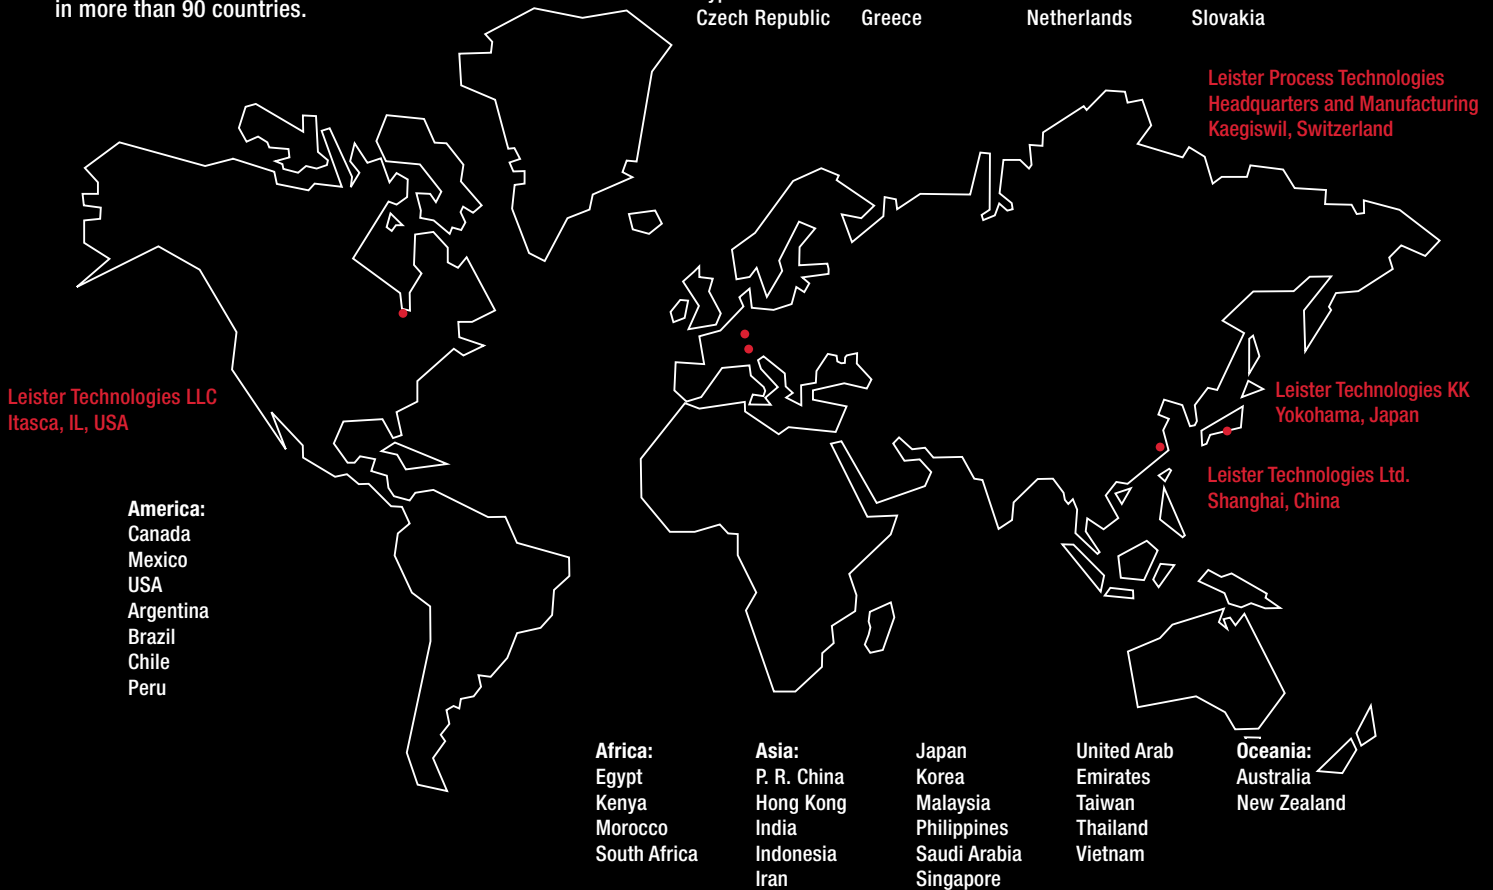 in more than 90 countries.
Czech Republic
Greece
Netherlands
Slovakia
Leister Process Technologies
Headquarters and Manufacturing
Kaegiswil, Switzerland
Leister Technologies LLC
Itasca, IL, USA
Leister Technologies KK
Yokohama, Japan
Leister Technologies Ltd.
Shanghai, China
America:
Canada
Mexico
USA
Argentina
Brazil
Chile
Peru
Africa:
Egypt
Kenya
Morocco
South Africa
Asia:
P. R. China
Hong Kong
India
Indonesia
Iran
Japan
Korea
Malaysia
Philippines
Saudi Arabia
Singapore
United Arab
Emirates
Taiwan
Thailand
Vietnam
Oceania:
Australia
New Zealand